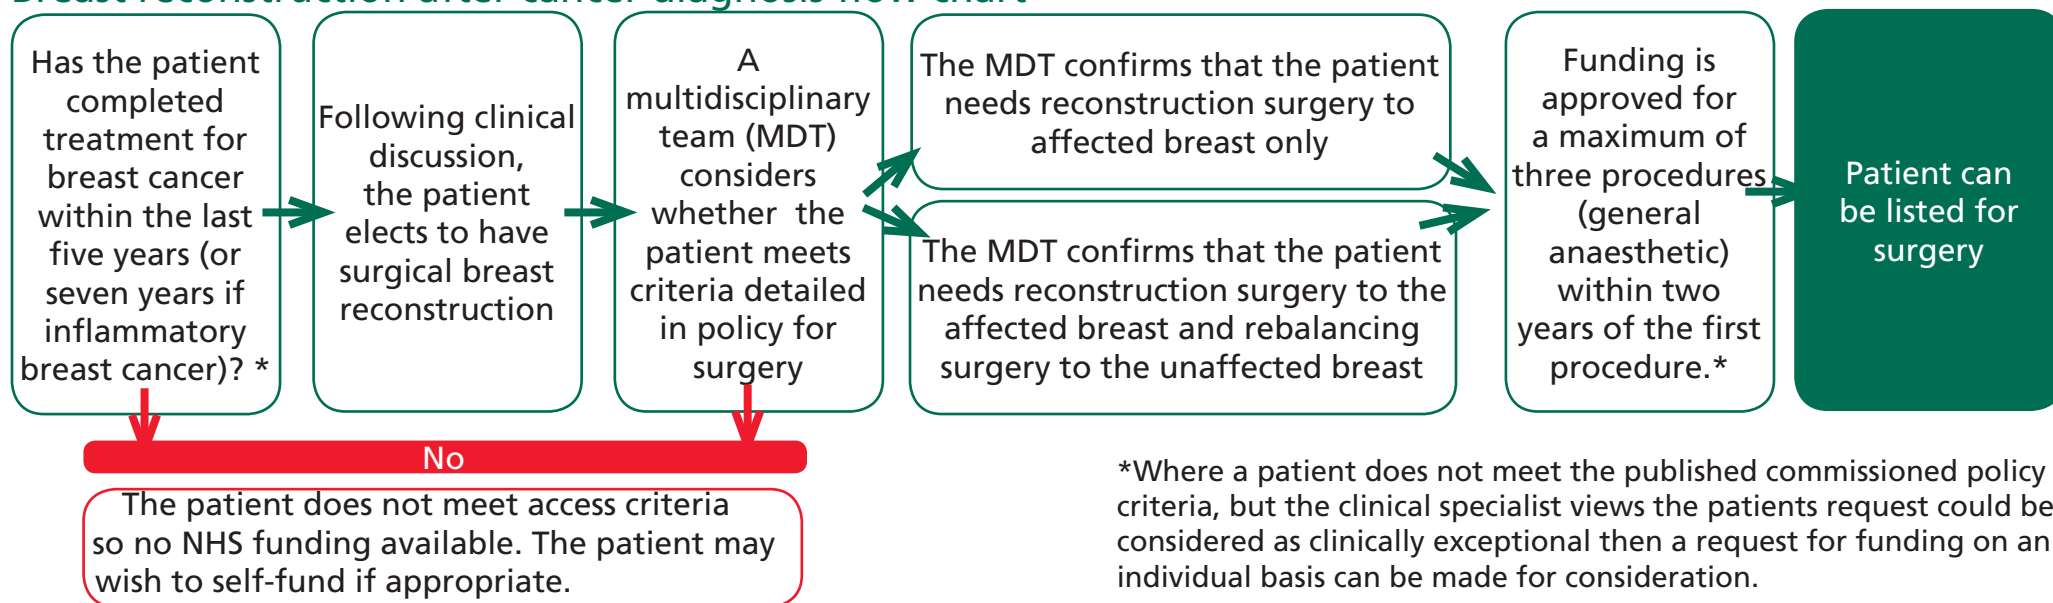 Breast reconstruction after cancer diagnosis flow chart
Has the patient
completed
treatment for
breast cancer
within the last
five years (or
seven years if
inflammatory
breast cancer)? *
Following clinical
discussion,
the patient
elects to have
surgical breast
reconstruction
A
multidisciplinary
team (MDT)
considers
whether the
patient meets
criteria detailed
in policy for
surgery
The MDT confirms that the patient
needs reconstruction surgery to
affected breast only
The MDT confirms that the patient
needs reconstruction surgery to the
affected breast and rebalancing
surgery to the unaffected breast
Funding is
approved for
a maximum of
three procedures
(general
anaesthetic)
within two
years of the first
procedure.*
Patient can
be listed for
surgery
No
The patient does not meet access criteria
so no NHS funding available. The patient may
wish to self-fund if appropriate.
*Where a patient does not meet the published commissioned policy
criteria, but the clinical specialist views the patients request could be
considered as clinically exceptional then a request for funding on an
individual basis can be made for consideration.